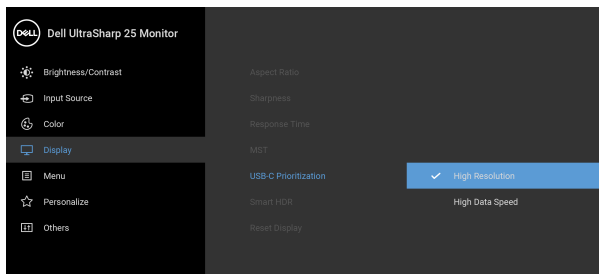 DELL
Dell UltraSharp 25 Monitor
Brightness/Contrast
Input Source
Color
Display
Menu
Personalize
Others
Aspect Ratio
Sharpness
Response Time
MST
USB-C Prioritization
Smart HDR
Reset Display
High Resolution
High Data Speed